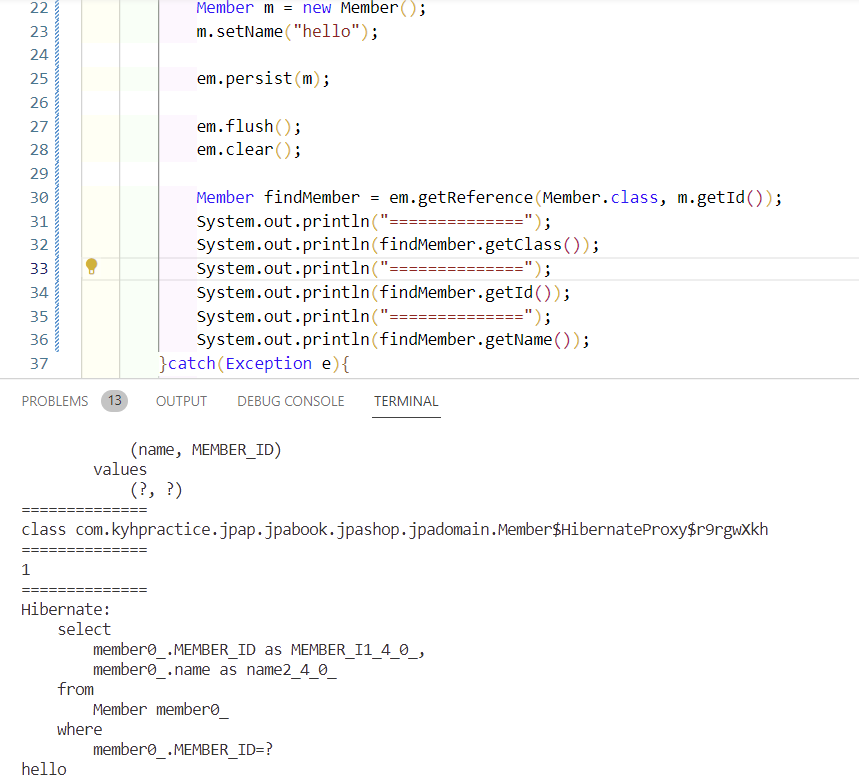 22 Member m = new Member();
23 m.setName("hello");
24
25 em.persist(m);
26
27 em.flush();
28 em.clear();
29
30 Member findMember = em.getReference(Member.class, m.getId());
31 System.out.println("==============");
32 System.out.println(findMember.getClass());
33 System.out.println("==============");
34 System.out.println(findMember.getId());
35 System.out.println("==============");
36 System.out.println(findMember.getName());
37 }catch(Exception e){
PROBLEMS 13 OUTPUT DEBUG CONSOLE TERMINAL
(name, MEMBER_ID)
values
(?, ?)
==============
class com.kyhpractice.jpap.jpabook.jpashop.jpadomain.Member$HibernateProxy$r9rgwXkh
==============
1
==============
Hibernate:
select
member0_.MEMBER_ID as MEMBER_I1_4_0_,
member0_.name as name2_4_0_
from
Member member0_
where
member0_.MEMBER_ID=?
hello